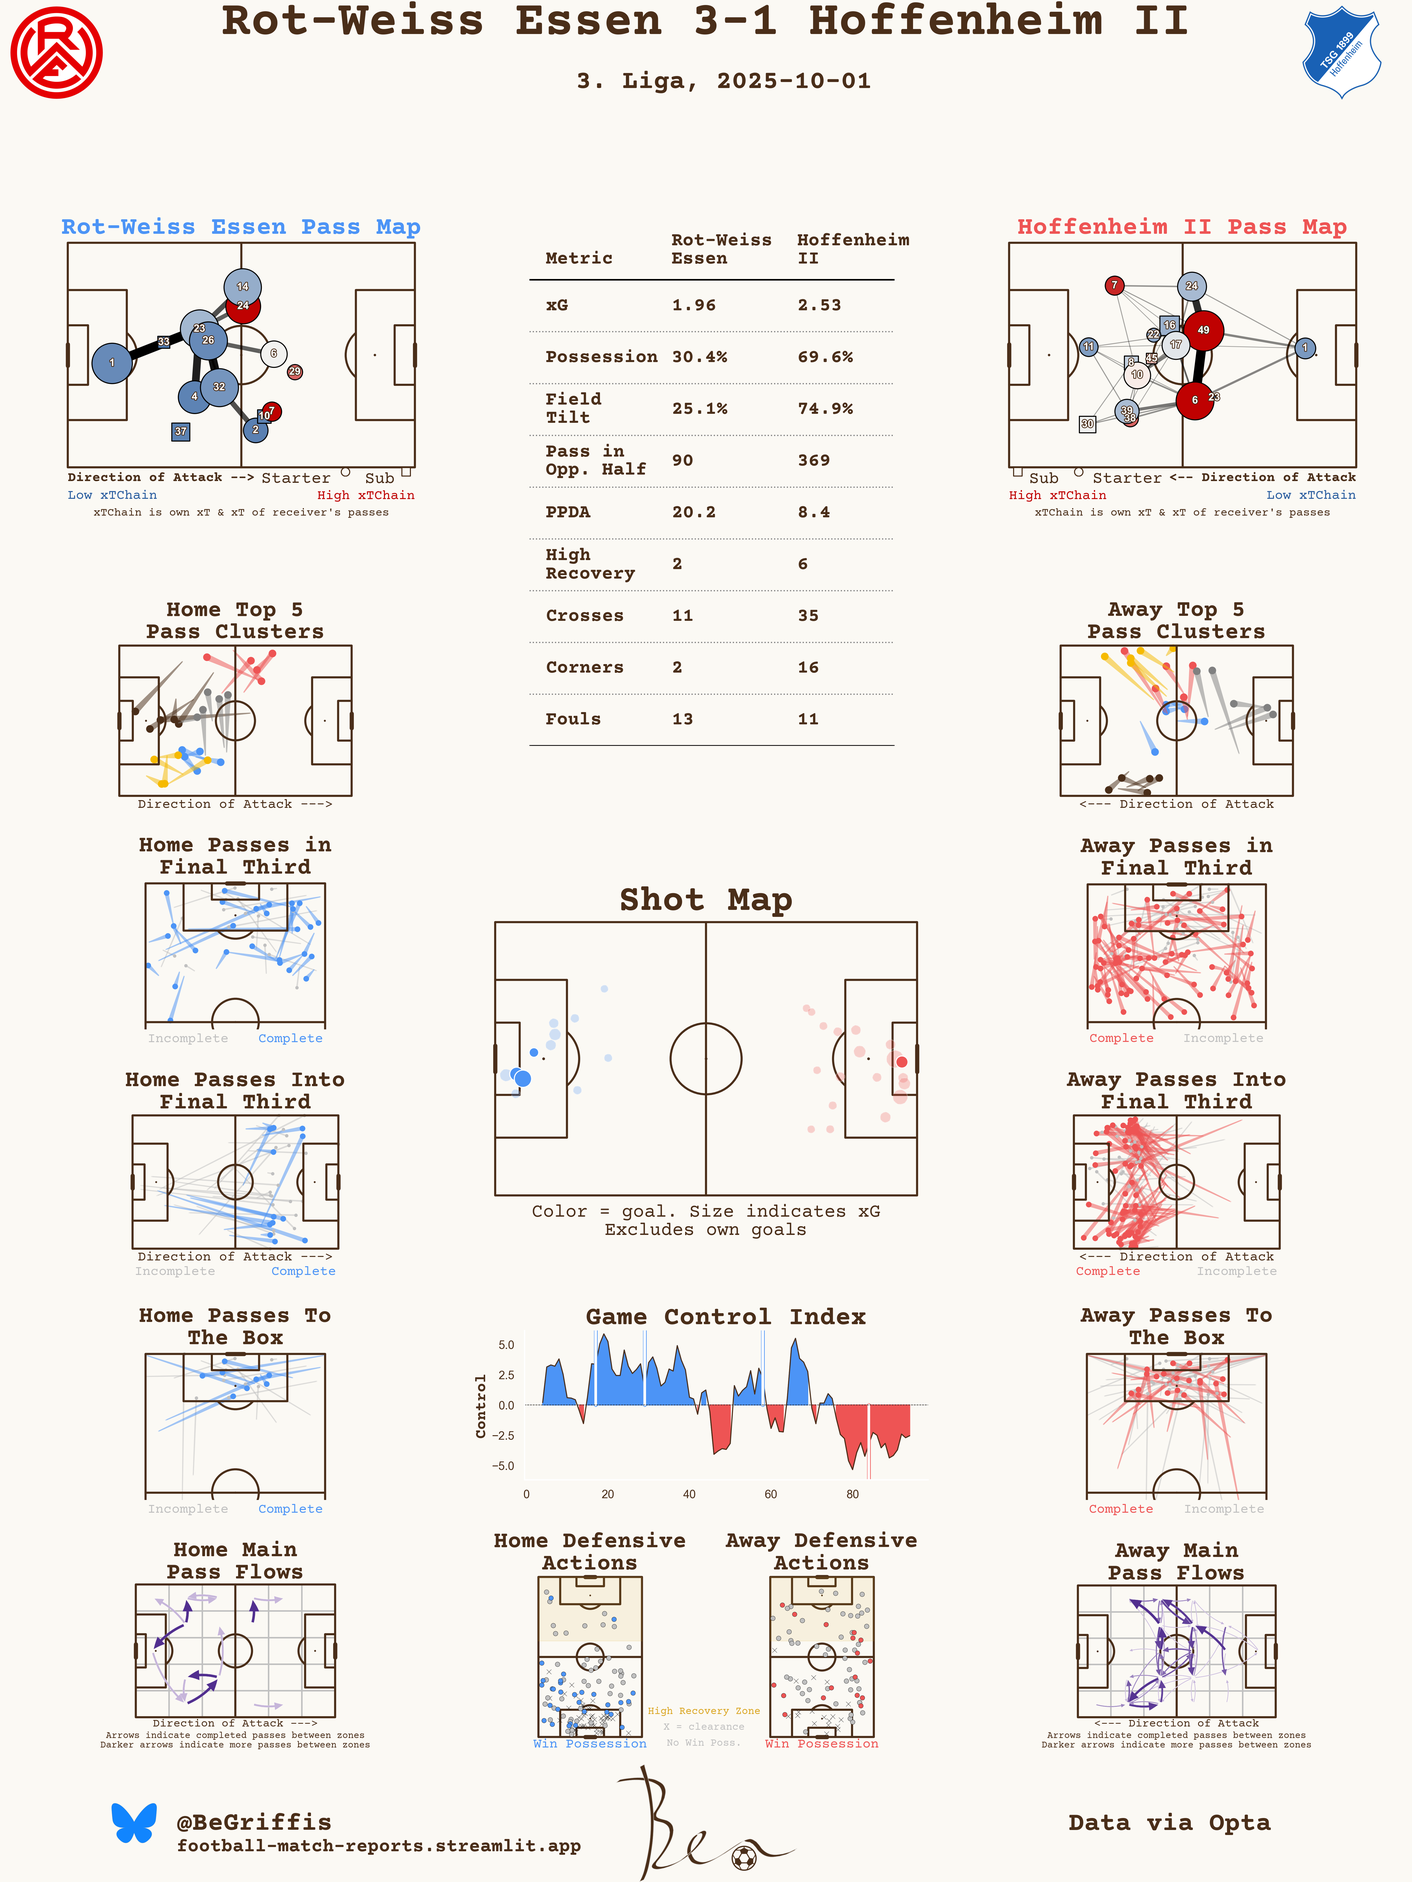 Rot-Weiss Essen 3-1 Hoffenheim II
3. Liga, 2025-10-01
TSG 1899
Hoffenheim
Rot-Weiss Essen Pass Map
14
24
23
26
33
1
6
29
32
4
7
10
2
37
Direction of Attack --> Starter Sub
Low xTChain High xTChain
xTChain is own xT & xT of receiver's passes
Metric Rot-Weiss Essen Hoffenheim II
xG 1.96 2.53
Possession 30.4% 69.6%
Field Tilt 25.1% 74.9%
Pass in Opp. Half 90 369
PPDA 20.2 8.4
High Recovery 2 6
Crosses 11 35
Corners 2 16
Fouls 13 11
Hoffenheim II Pass Map
7
24
16
22
49
17
11
1
45
8
10
6
23
39
38
30
Sub Starter <-- Direction of Attack
High xTChain Low xTChain
xTChain is own xT & xT of receiver's passes
Home Top 5
Pass Clusters
Direction of Attack --->
Away Top 5
Pass Clusters
<--- Direction of Attack
Home Passes in
Final Third
Incomplete Complete
Away Passes in
Final Third
Complete Incomplete
Shot Map
Color = goal. Size indicates xG
Excludes own goals
Home Passes Into
Final Third
Direction of Attack --->
Incomplete Complete
Away Passes Into
Final Third
<--- Direction of Attack
Complete Incomplete
Home Passes To
The Box
Incomplete Complete
Game Control Index
Control
5.0
2.5
0.0
−2.5
−5.0
0 20 40 60 80
Away Passes To
The Box
Complete Incomplete
Home Main
Pass Flows
Direction of Attack --->
Arrows indicate completed passes between zones
Darker arrows indicate more passes between zones
Home Defensive
Actions
Win Possession
High Recovery Zone
X = clearance
No Win Poss.
Away Defensive
Actions
Win Possession
Away Main
Pass Flows
<--- Direction of Attack
Arrows indicate completed passes between zones
Darker arrows indicate more passes between zones
@BeGriffis
football-match-reports.streamlit.app
Ben
Data via Opta